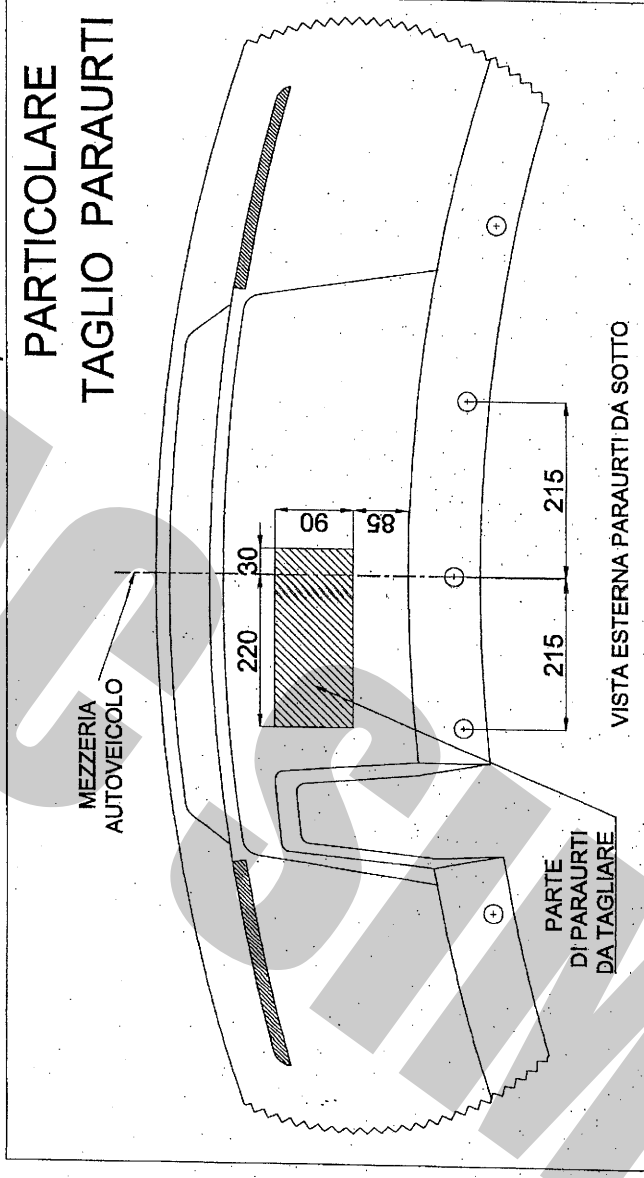 PARTICOLARE
TAGLIO PARAURTI
MEZZERIA
AUTOVEICOLO
220
30
90
85
215
215
PARTE
DI PARAURTI
DA TAGLIARE
VISTA ESTERNA PARAURTI DA SOTTO